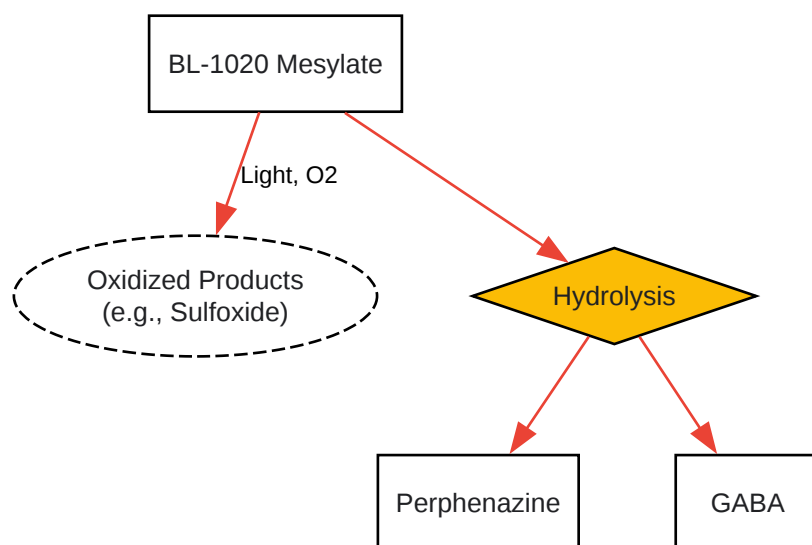 BL-1020 Mesylate
Light, O2
Oxidized Products
(e.g., Sulfoxide)
Hydrolysis
Perphenazine
GABA